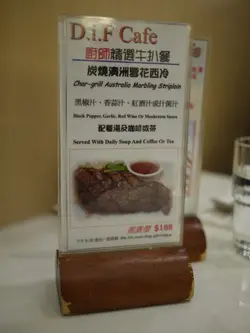 D.I.F Cafe
廚師精選牛扒餐
炭燒澳洲雪花西冷
Char-grill Australia Marbling Striploin
黑椒汁、香蒜汁、紅酒汁或什菌汁
Black Pepper, Garlic, Red Wine Or Mushroom Sauce
配餐湯及咖啡或茶
Served With Daily Soup And Coffee Or Tea
$108